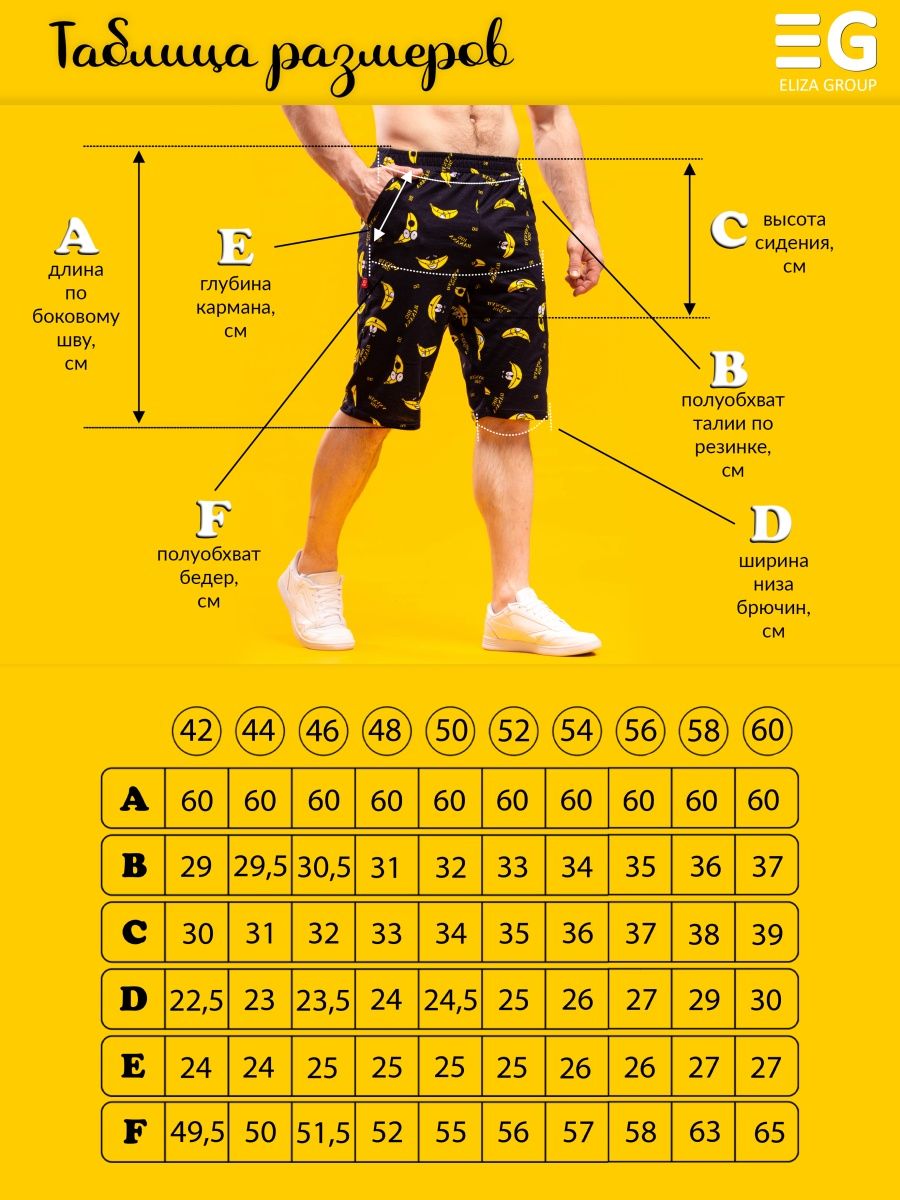 Таблица размеров
EG
ELIZA GROUP
A
длина
по
боковому
шву,
см
E
глубина
кармана,
см
C
высота
сидения,
см
B
полуобхват
талии по
резинке,
см
F
полуобхват
бедер,
см
D
ширина
низа
брючин,
см
42 44 46 48 50 52 54 56 58 60
A 60 60 60 60 60 60 60 60 60 60
B 29 29,5 30,5 31 32 33 34 35 36 37
C 30 31 32 33 34 35 36 37 38 39
D 22,5 23 23,5 24 24,5 25 26 27 29 30
E 24 24 25 25 25 25 26 26 27 27
F 49,5 50 51,5 52 55 56 57 58 63 65